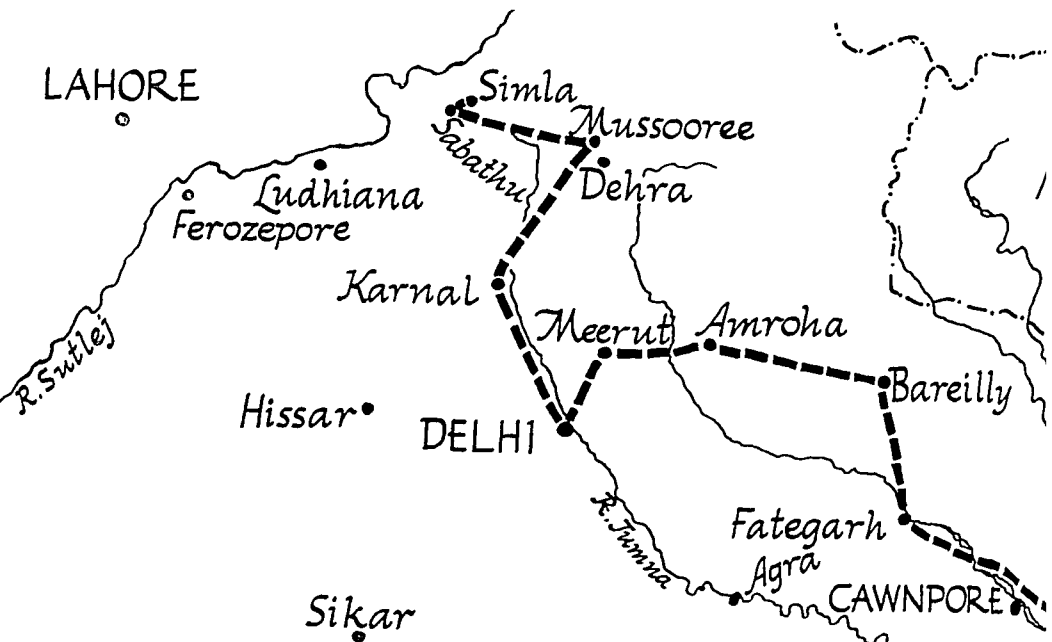 LAHORE
Simla
Mussooree
Sabathu
Ludhiana
Dehra
Ferozepore
Karnal
Meerut
Amroha
R. Sutlej
Bareilly
Hissar
DELHI
R. Jumna
Fategarh
Agra
CAWNPORE
Sikar